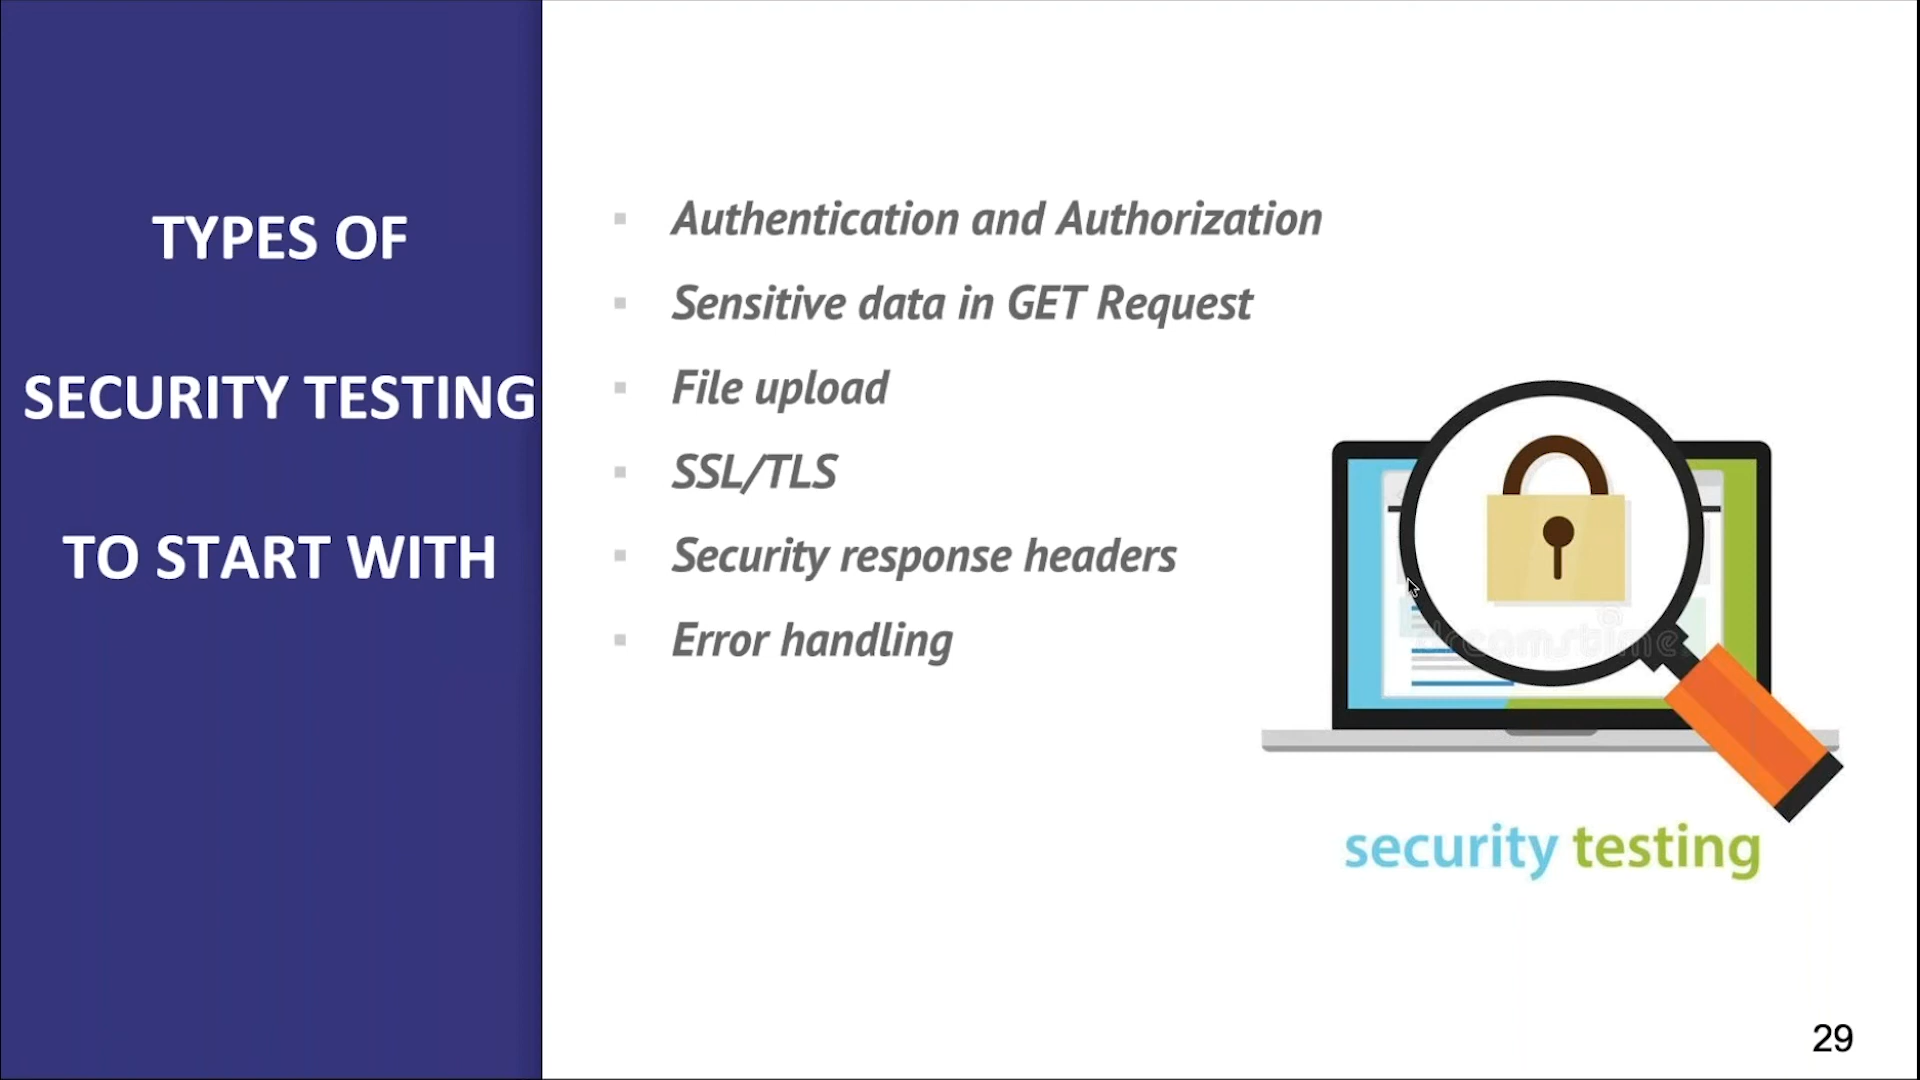 TYPES OF
SECURITY TESTING
TO START WITH
Authentication and Authorization
Sensitive data in GET Request
File upload
SSL/TLS
Security response headers
Error handling
dreamstime
security testing
29